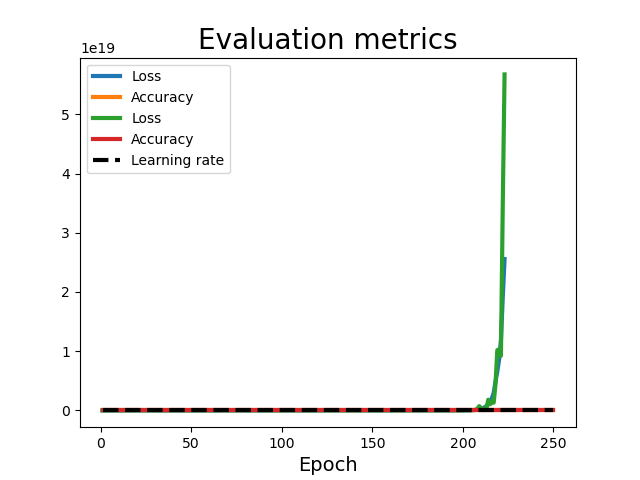 Evaluation metrics
1e19
Loss
Accuracy
Loss
Accuracy
Learning rate
5
4
3
2
1
0
0 50 100 150 200 250
Epoch